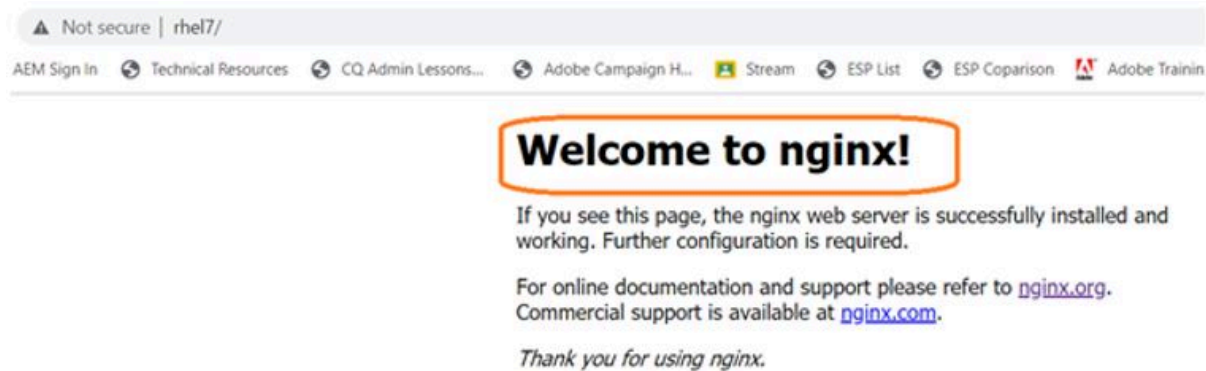 Not secure | rhel7/
AEM Sign In Technical Resources CQ Admin Lessons... Adobe Campaign H... Stream ESP List ESP Coparison Adobe Trainin
Welcome to nginx!
If you see this page, the nginx web server is successfully installed and
working. Further configuration is required.
For online documentation and support please refer to nginx.org.
Commercial support is available at nginx.com.
Thank you for using nginx.